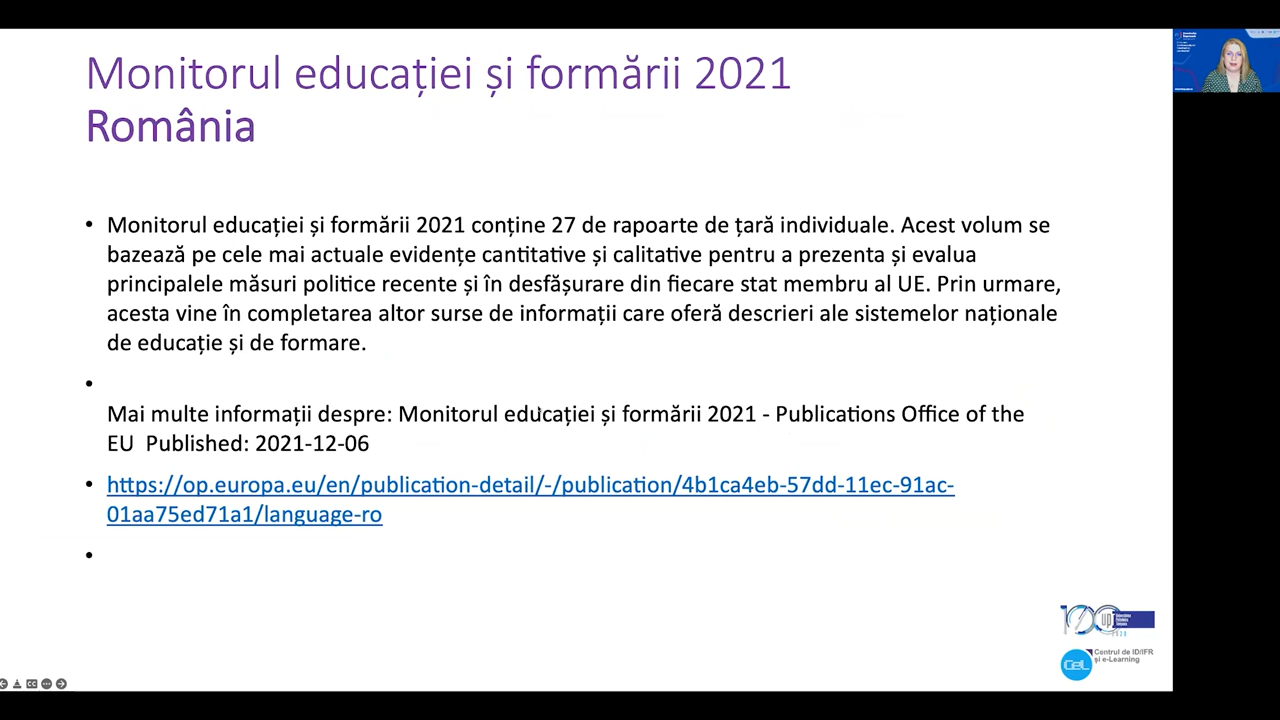 Monitorul educației și formării 2021
România
• Monitorul educației și formării 2021 conține 27 de rapoarte de țară individuale. Acest volum se
bazează pe cele mai actuale evidențe cantitative și calitative pentru a prezenta și evalua
principalele măsuri politice recente și în desfășurare din fiecare stat membru al UE. Prin urmare,
acesta vine în completarea altor surse de informații care oferă descrieri ale sistemelor naționale
de educație și de formare.
•
Mai multe informații despre: Monitorul educației și formării 2021 - Publications Office of the
EU Published: 2021-12-06
• https://op.europa.eu/en/publication-detail/-/publication/4b1ca4eb-57dd-11ec-91ac-
01aa75ed71a1/language-ro
•
100
upt
2020
CeL
Centrul de ID/IFR
și e-Learning